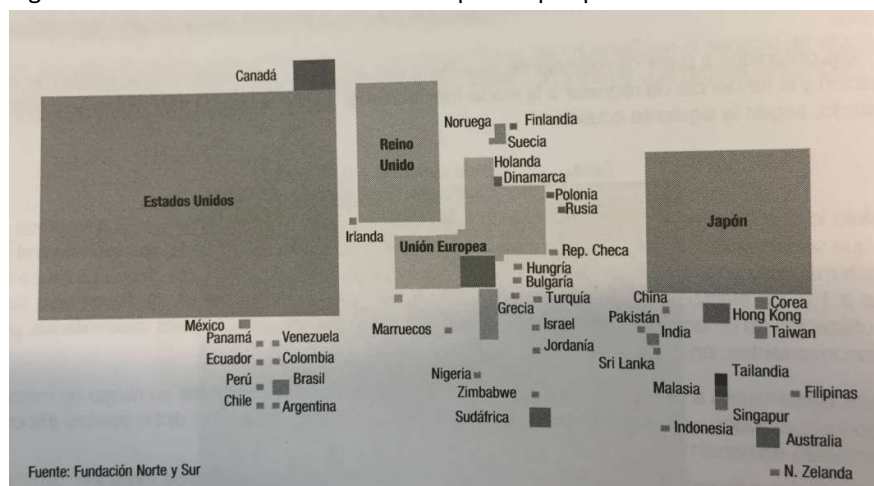 Canadá
Estados Unidos
Reino
Unido
Irlanda
Noruega
Finlandia
Suecia
Holanda
Dinamarca
Polonia
Rusia
Unión Europea
Rep. Checa
Hungría
Bulgaría
Grecia
Turquía
Marruecos
Israel
Jordanía
Nigeria
Zimbabwe
Sudáfrica
Japón
China
Corea
Pakistán
Hong Kong
India
Taiwan
Sri Lanka
Tailandia
Malasia
Filipinas
Singapur
Indonesia
Australia
N. Zelanda
México
Panamá
Venezuela
Ecuador
Colombia
Perú
Brasil
Chile
Argentina
Fuente: Fundación Norte y Sur